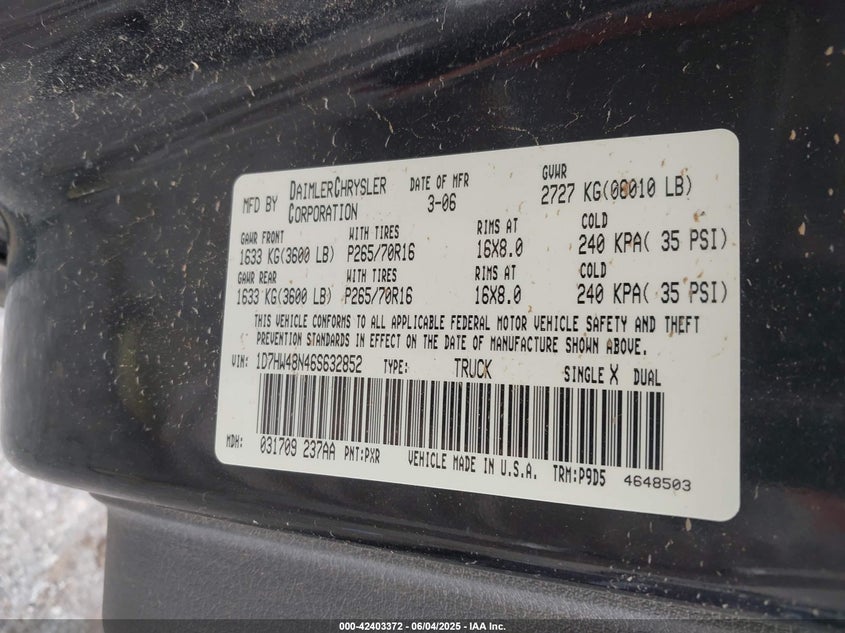 MFD BY DAIMLERCHRYSLER CORPORATION DATE OF MFR 3-06 GVWR 2727 KG(06010 LB)
GAWR FRONT WITH TIRES RIMS AT COLD
1633 KG(3600 LB) P265/70R16 16X8.0 240 KPA( 35 PSI)
GAWR REAR WITH TIRES RIMS AT COLD
1633 KG(3600 LB) P265/70R16 16X8.0 240 KPA( 35 PSI)
THIS VEHICLE CONFORMS TO ALL APPLICABLE FEDERAL MOTOR VEHICLE SAFETY AND THEFT
PREVENTION STANDARDS IN EFFECT ON THE DATE OF MANUFACTURE SHOWN ABOVE.
VIN: 1D7HW48N46S632852 TYPE: TRUCK SINGLE X DUAL
MDH: 031709 237AA PNT:PXR VEHICLE MADE IN U.S.A. TRM:P9D5 4648503
000-42403372 - 06/04/2025 - IAA Inc.